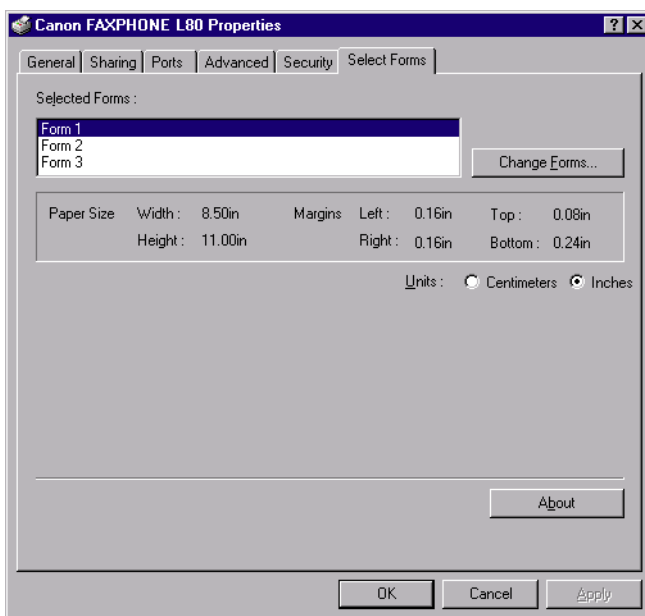 Canon FAXPHONE L80 Properties
General Sharing Ports Advanced Security Select Forms
Selected Forms :
Form 1
Form 2
Form 3
Change Forms...
Paper Size Width : 8.50in Margins Left : 0.16in Top : 0.08in
Height : 11.00in Right : 0.16in Bottom : 0.24in
Units : Centimeters Inches
About
OK Cancel Apply